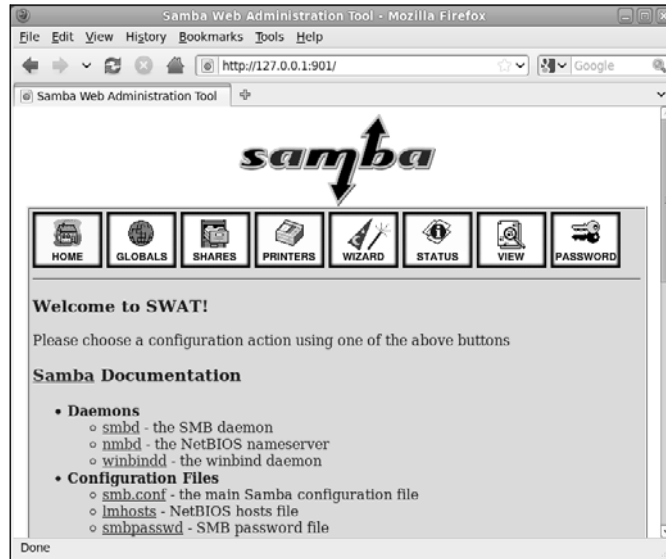 Samba Web Administration Tool - Mozilla Firefox
File Edit View History Bookmarks Tools Help
http://127.0.0.1:901/ Google
Samba Web Administration Tool
samba
HOME GLOBALS SHARES PRINTERS WIZARD STATUS VIEW PASSWORD
Welcome to SWAT!
Please choose a configuration action using one of the above buttons
Samba Documentation
• Daemons
◦ smbd - the SMB daemon
◦ nmbd - the NetBIOS nameserver
◦ winbindd - the winbind daemon
• Configuration Files
◦ smb.conf - the main Samba configuration file
◦ lmhosts - NetBIOS hosts file
◦ smbpasswd - SMB password file
Done